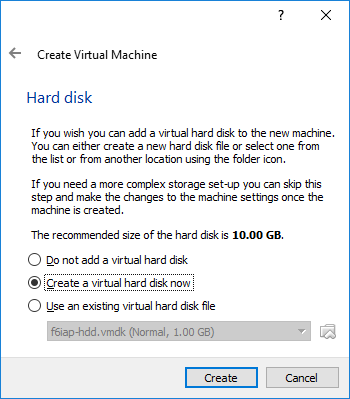 ?
Create Virtual Machine
Hard disk
If you wish you can add a virtual hard disk to the new machine.
You can either create a new hard disk file or select one from
the list or from another location using the folder icon.
If you need a more complex storage set-up you can skip this
step and make the changes to the machine settings once the
machine is created.
The recommended size of the hard disk is 10.00 GB.
Do not add a virtual hard disk
Create a virtual hard disk now
Use an existing virtual hard disk file
f6iap-hdd.vmdk (Normal, 1.00 GB)
Create Cancel